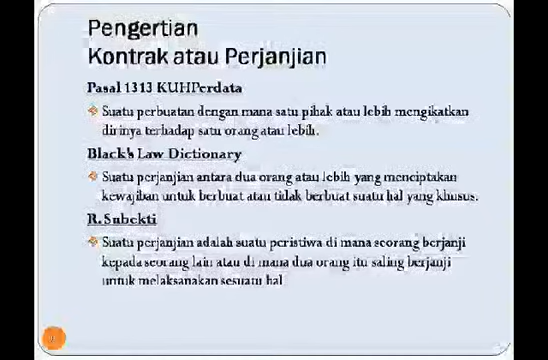 Pengertian
Kontrak atau Perjanjian
Pasal 1313 KUHPerdata
Suatu perbuatan dengan mana satu pihak atau lebih mengikatkan
dirinya terhadap satu orang atau lebih.
Black's Law Dictionary
Suatu perjanjian antara dua orang atau lebih yang menciptakan
kewajiban untuk berbuat atau tidak berbuat suatu hal yang khusus.
R. Subekti
Suatu perjanjian adalah suatu peristiwa di mana seorang berjanji
kepada seorang lain atau di mana dua orang itu saling berjanji
untuk melaksanakan sesuatu hal